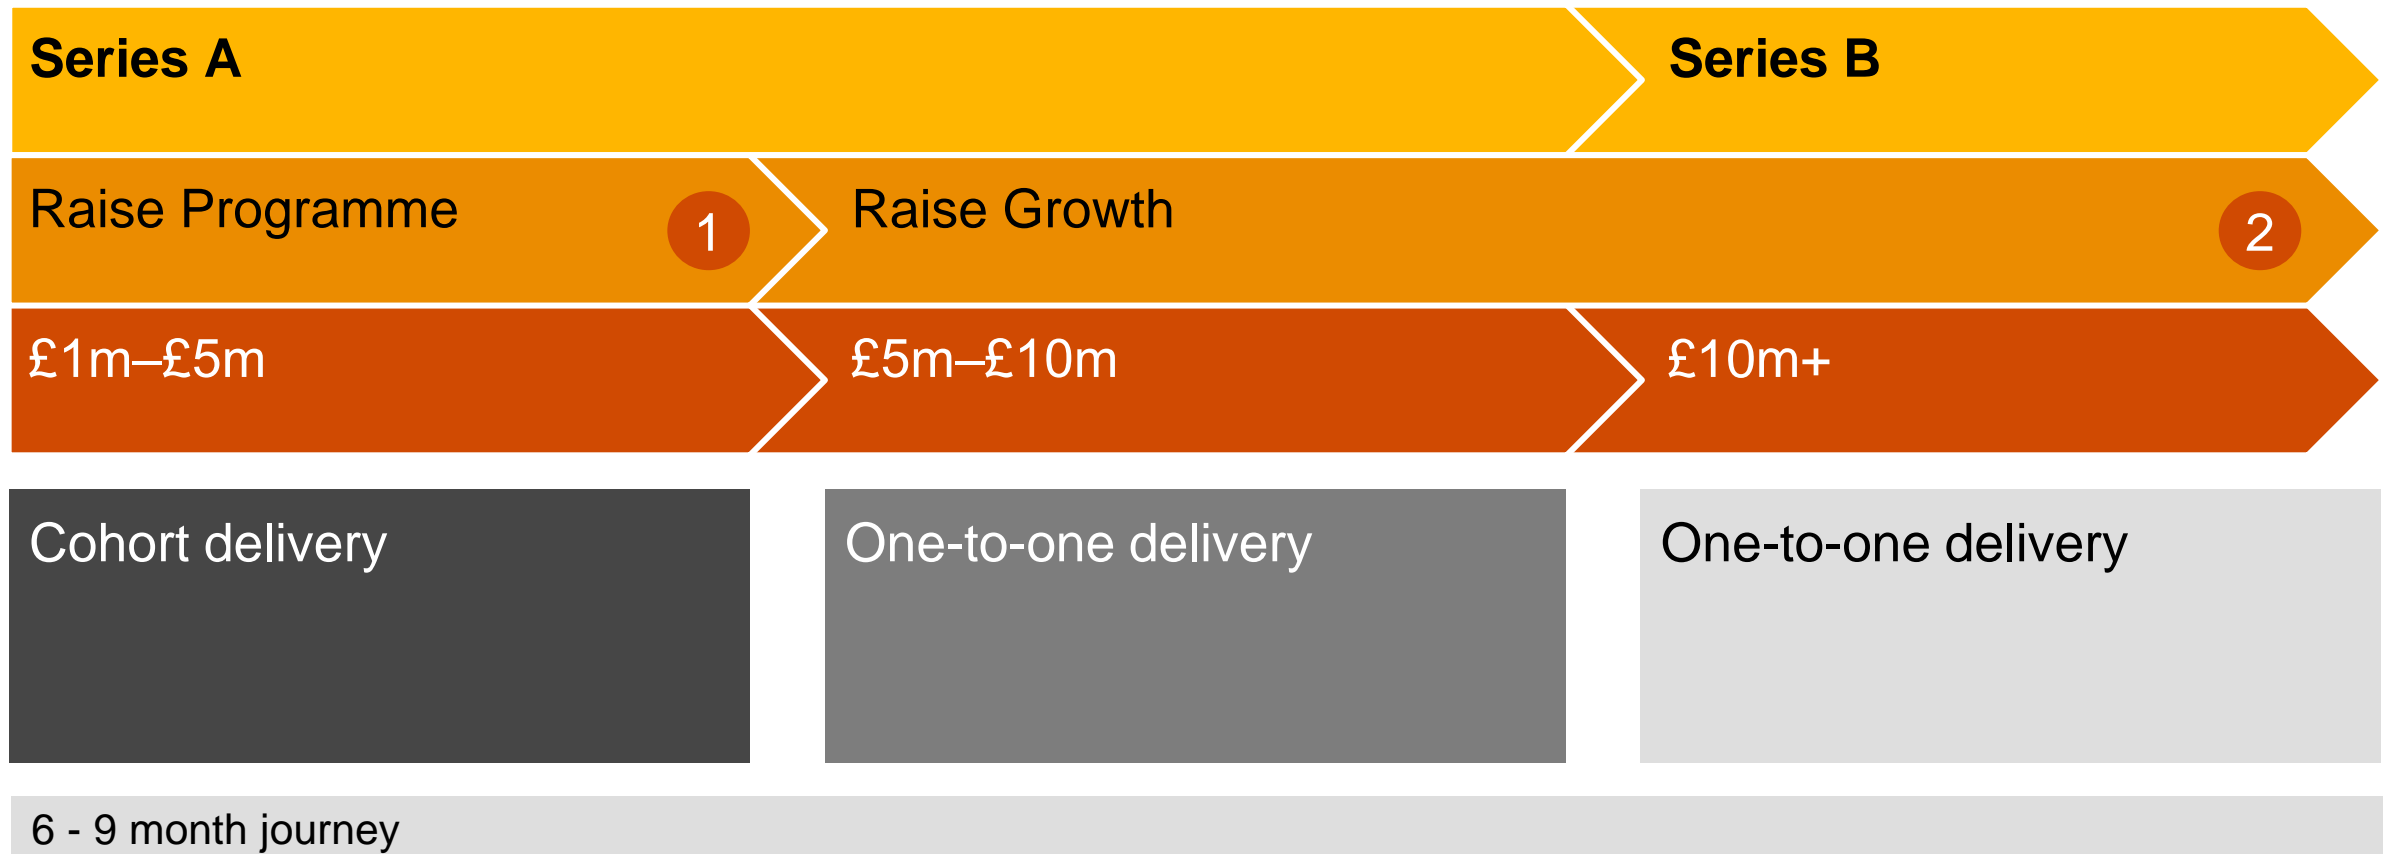 Series A
Series B
Raise Programme
1
Raise Growth
2
£1m–£5m
£5m–£10m
£10m+
Cohort delivery
One-to-one delivery
One-to-one delivery
6 - 9 month journey